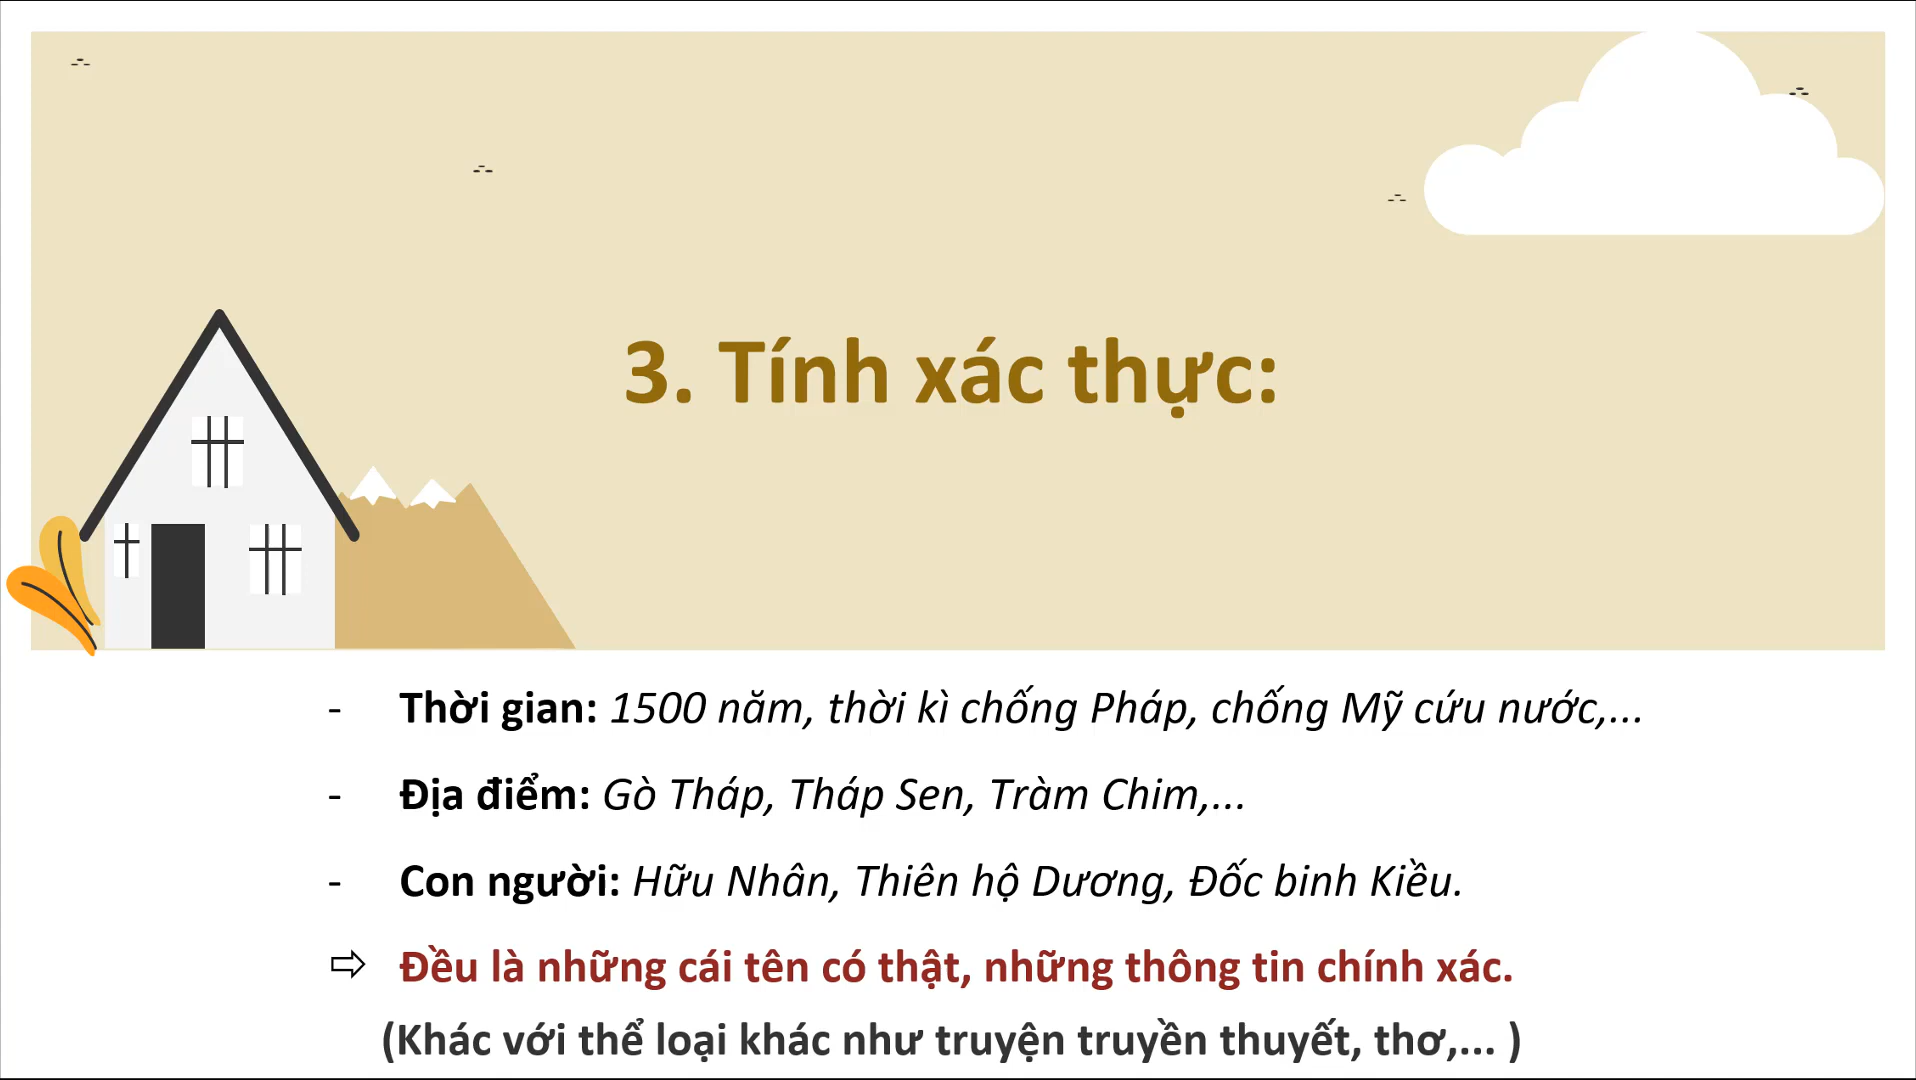 3. Tính xác thực:
- Thời gian: 1500 năm, thời kì chống Pháp, chống Mỹ cứu nước,...
- Địa điểm: Gò Tháp, Tháp Sen, Tràm Chim,...
- Con người: Hữu Nhân, Thiên hộ Dương, Đốc binh Kiều.
⇨ Đều là những cái tên có thật, những thông tin chính xác.
(Khác với thể loại khác như truyện truyền thuyết, thơ,... )